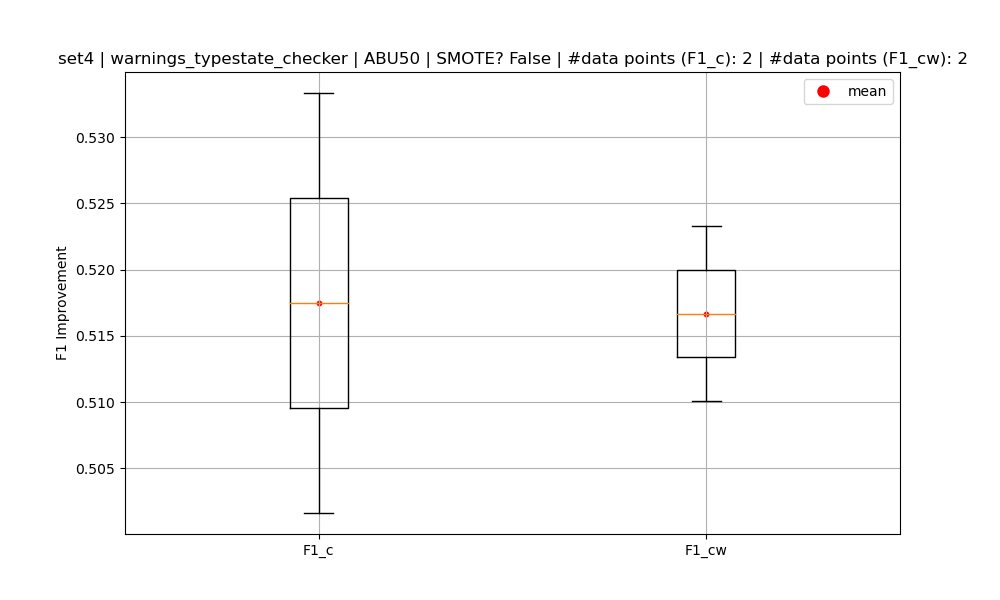 set4 | warnings_typestate_checker | ABU50 | SMOTE? False | #data points (F1_c): 2 | #data points (F1_cw): 2
mean
0.530
0.525
0.520
0.515
0.510
0.505
F1 Improvement
F1_c
F1_cw